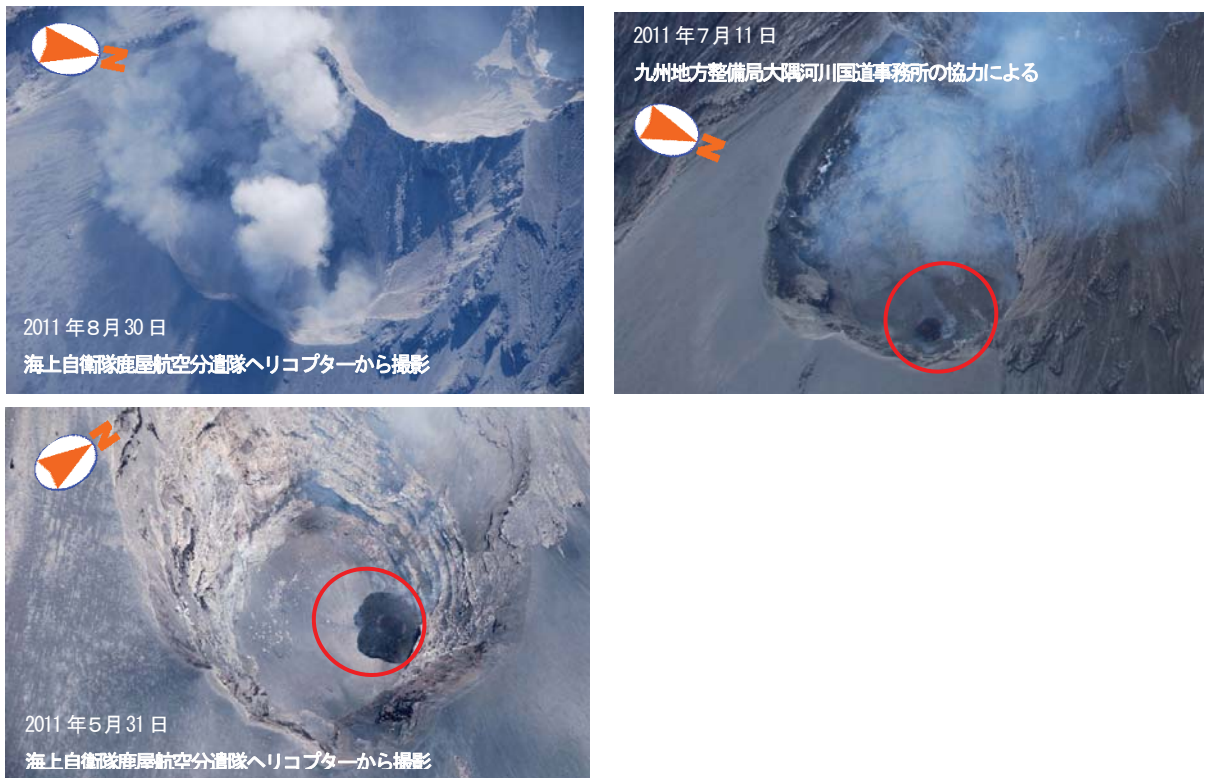 N
2011年8月30日
海上自衛隊鹿屋航空分遣隊ヘリコプターから撮影
2011年7月11日
九州地方整備局大隅河川国道事務所の協力による
N
N
2011年5月31日
海上自衛隊鹿屋航空分遣隊ヘリコプターから撮影